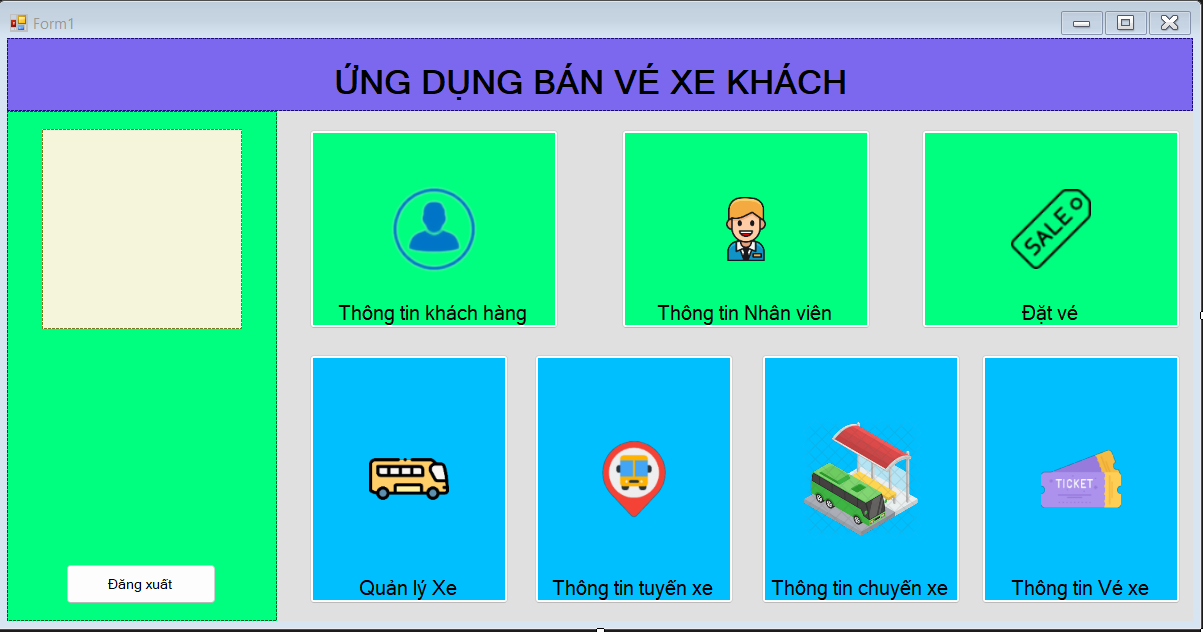 Form1
ỨNG DỤNG BÁN VÉ XE KHÁCH
SALE
Thông tin khách hàng
Thông tin Nhân viên
Đặt vé
TICKET
Quản lý Xe
Thông tin tuyến xe
Thông tin chuyến xe
Thông tin Vé xe
Đăng xuất